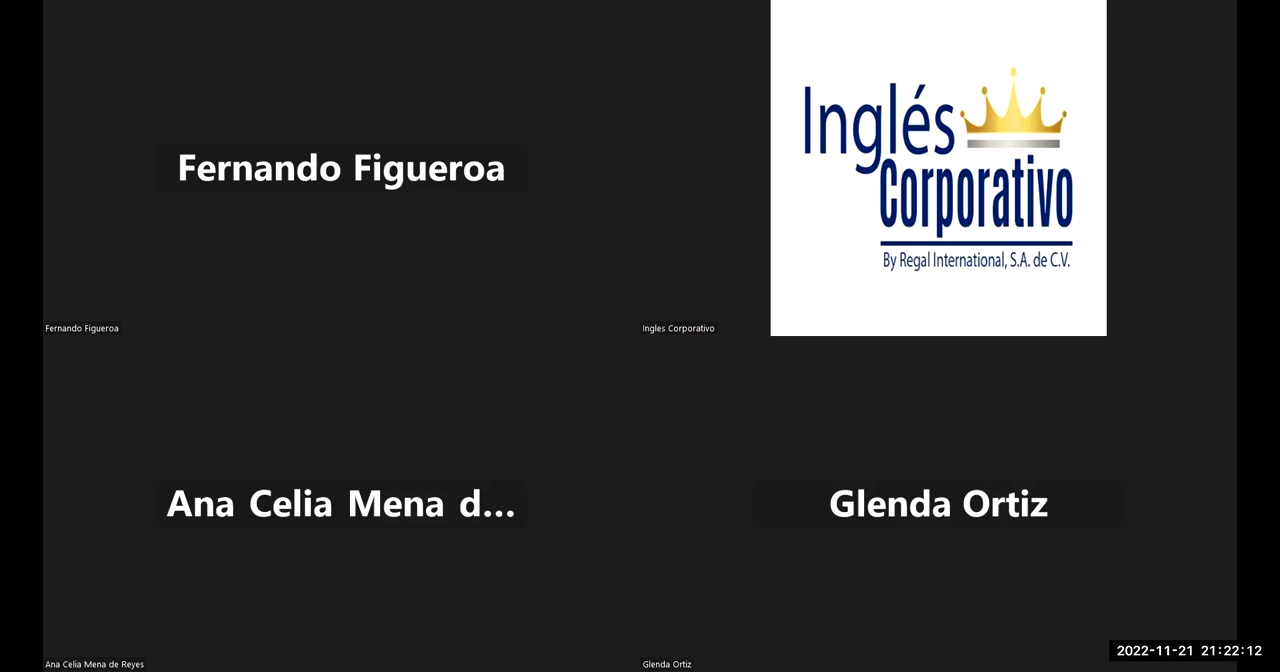 Fernando Figueroa
Fernando Figueroa
Inglés
Corporativo
By Regal International, S.A. de C.V.
Ingles Corporativo
Ana Celia Mena d...
Ana Celia Mena de Reyes
Glenda Ortiz
Glenda Ortiz
2022-11-21 21:22:12